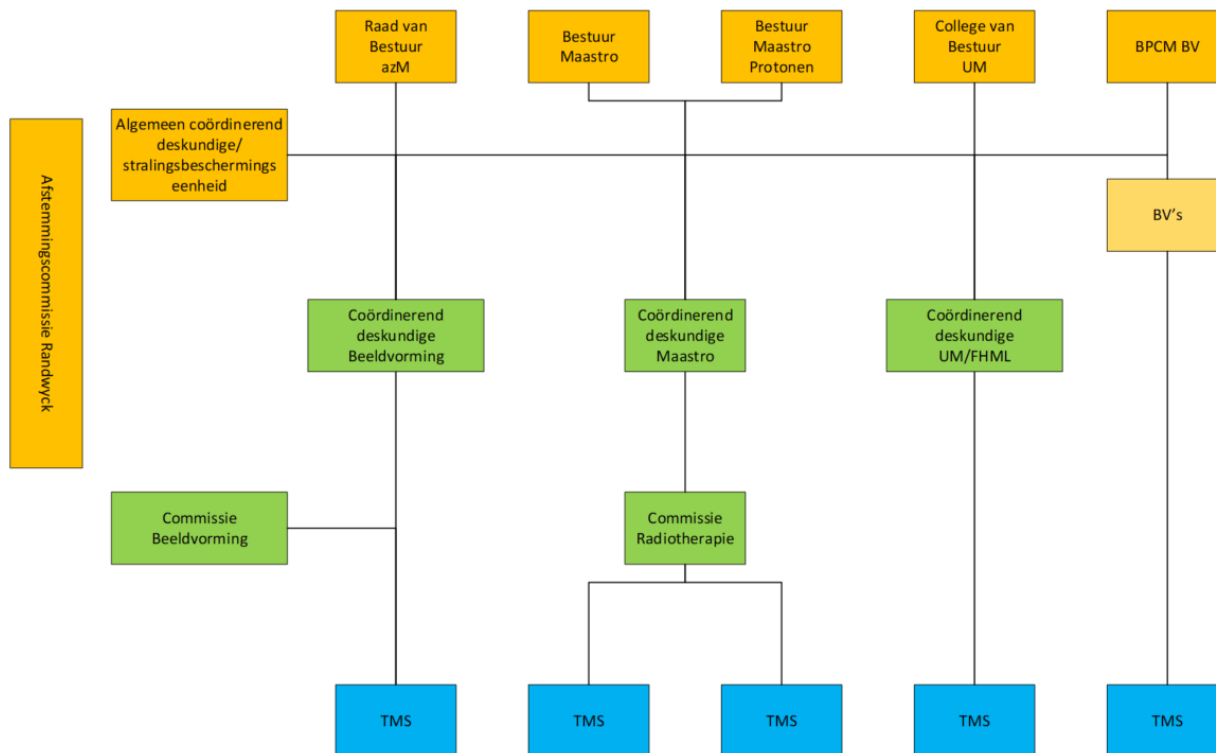 Raad van
Bestuur
azM
Bestuur
Maastro
Bestuur
Maastro
Protonen
College van
Bestuur
UM
BPCM BV
Algemeen coördinerend
deskundige/
stralingsbeschermings
eenheid
Afstemmingscommissie Randwyck
BV's
Coördinerend
deskundige
Beeldvorming
Coördinerend
deskundige
Maastro
Coördinerend
deskundige
UM/FHML
Commissie
Beeldvorming
Commissie
Radiotherapie
TMS
TMS
TMS
TMS
TMS